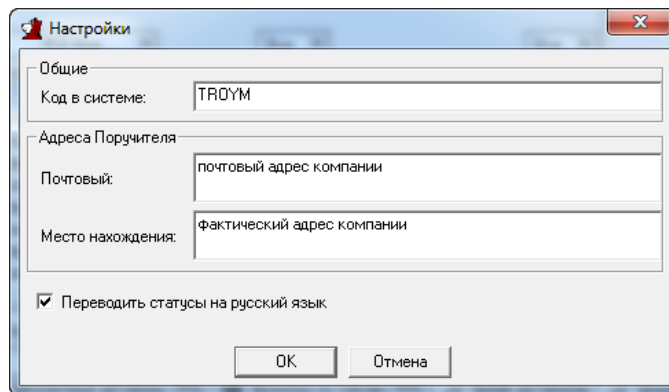 Настройки
Общие
Код в системе: TROYM
Адреса Поручителя
Почтовый: почтовый адрес компании
Место нахождения: фактический адрес компании
Переводить статусы на русский язык
OK Отмена